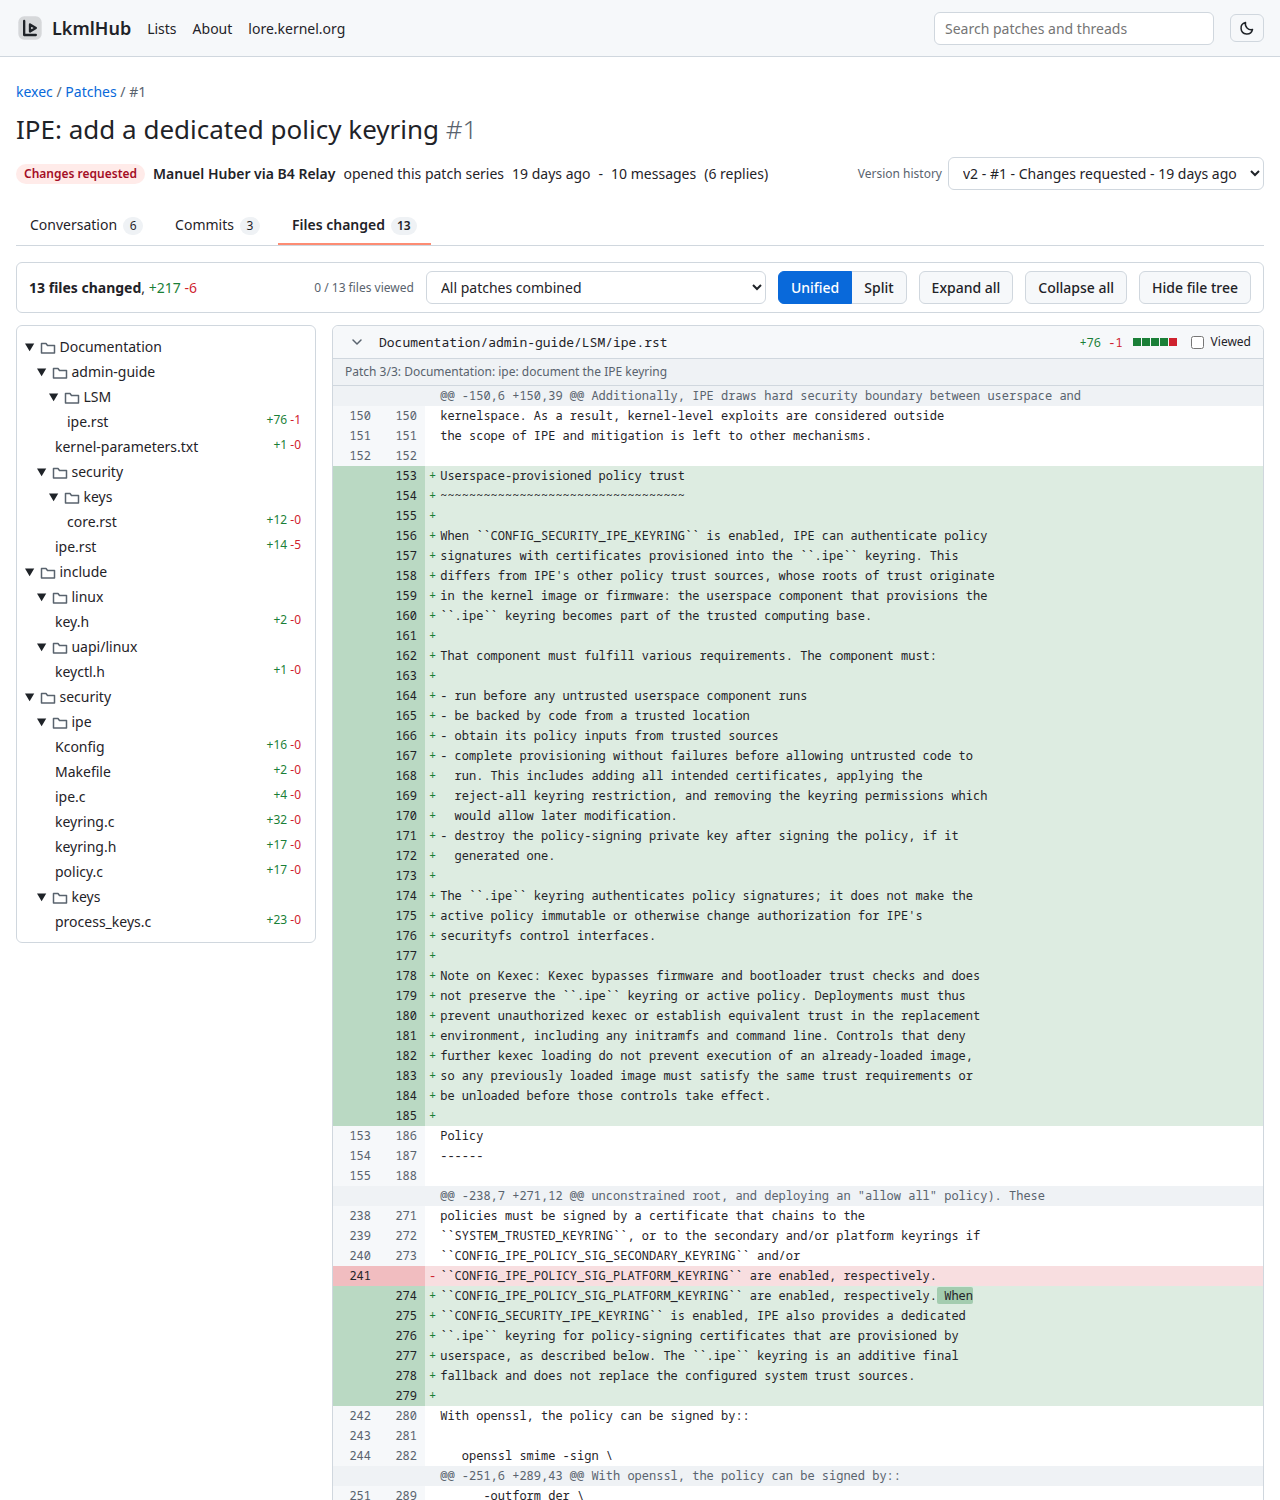 LkmlHub Lists About lore.kernel.org Search patches and threads
kexec / Patches / #1
IPE: add a dedicated policy keyring #1
Changes requested Manuel Huber via B4 Relay opened this patch series 19 days ago - 10 messages (6 replies) Version history v2 - #1 - Changes requested - 19 days ago
Conversation 6 Commits 3 Files changed 13
13 files changed, +217 -6 0 / 13 files viewed All patches combined Unified Split Expand all Collapse all Hide file tree
Documentation
admin-guide
LSM
ipe.rst +76 -1
kernel-parameters.txt +1 -0
security
keys
core.rst +12 -0
ipe.rst +14 -5
include
linux
key.h +2 -0
uapi/linux
keyctl.h +1 -0
security
ipe
Kconfig +16 -0
Makefile +2 -0
ipe.c +4 -0
keyring.c +32 -0
keyring.h +17 -0
policy.c +17 -0
keys
process_keys.c +23 -0
Documentation/admin-guide/LSM/ipe.rst +76 -1 Viewed
Patch 3/3: Documentation: ipe: document the IPE keyring
@@ -150,6 +150,39 @@ Additionally, IPE draws hard security boundary between userspace and
150 150 kernelspace. As a result, kernel-level exploits are considered outside
151 151 the scope of IPE and mitigation is left to other mechanisms.
152 152
153 + Userspace-provisioned policy trust
154 + ~~~~~~~~~~~~~~~~~~~~~~~~~~~~~~~~~~
155 +
156 + When ``CONFIG_SECURITY_IPE_KEYRING`` is enabled, IPE can authenticate policy
157 + signatures with certificates provisioned into the ``.ipe`` keyring. This
158 + differs from IPE's other policy trust sources, whose roots of trust originate
159 + in the kernel image or firmware: the userspace component that provisions the
160 + ``.ipe`` keyring becomes part of the trusted computing base.
161 +
162 + That component must fulfill various requirements. The component must:
163 +
164 + - run before any untrusted userspace component runs
165 + - be backed by code from a trusted location
166 + - obtain its policy inputs from trusted sources
167 + - complete provisioning without failures before allowing untrusted code to
168 + run. This includes adding all intended certificates, applying the
169 + reject-all keyring restriction, and removing the keyring permissions which
170 + would allow later modification.
171 + - destroy the policy-signing private key after signing the policy, if it
172 + generated one.
173 +
174 + The ``.ipe`` keyring authenticates policy signatures; it does not make the
175 + active policy immutable or otherwise change authorization for IPE's
176 + securityfs control interfaces.
177 +
178 + Note on Kexec: Kexec bypasses firmware and bootloader trust checks and does
179 + not preserve the ``.ipe`` keyring or active policy. Deployments must thus
180 + prevent unauthorized kexec or establish equivalent trust in the replacement
181 + environment, including any initramfs and command line. Controls that deny
182 + further kexec loading do not prevent execution of an already-loaded image,
183 + so any previously loaded image must satisfy the same trust requirements or
184 + be unloaded before those controls take effect.
185 +
153 186 Policy
154 187 ------
155 188
@@ -238,7 +271,12 @@ unconstrained root, and deploying an "allow all" policy). These
238 271 policies must be signed by a certificate that chains to the
239 272 ``SYSTEM_TRUSTED_KEYRING``, or to the secondary and/or platform keyrings if
240 273 ``CONFIG_IPE_POLICY_SIG_SECONDARY_KEYRING`` and/or
241 - ``CONFIG_IPE_POLICY_SIG_PLATFORM_KEYRING`` are enabled, respectively.
274 + ``CONFIG_IPE_POLICY_SIG_PLATFORM_KEYRING`` are enabled, respectively. When
275 + ``CONFIG_SECURITY_IPE_KEYRING`` is enabled, IPE also provides a dedicated
276 + ``.ipe`` keyring for policy-signing certificates that are provisioned by
277 + userspace, as described below. The ``.ipe`` keyring is an additive final
278 + fallback and does not replace the configured system trust sources.
279 +
242 280 With openssl, the policy can be signed by::
243 281
244 282 openssl smime -sign \
@@ -251,6 +289,43 @@ With openssl, the policy can be signed by::
251 289 -outform der \